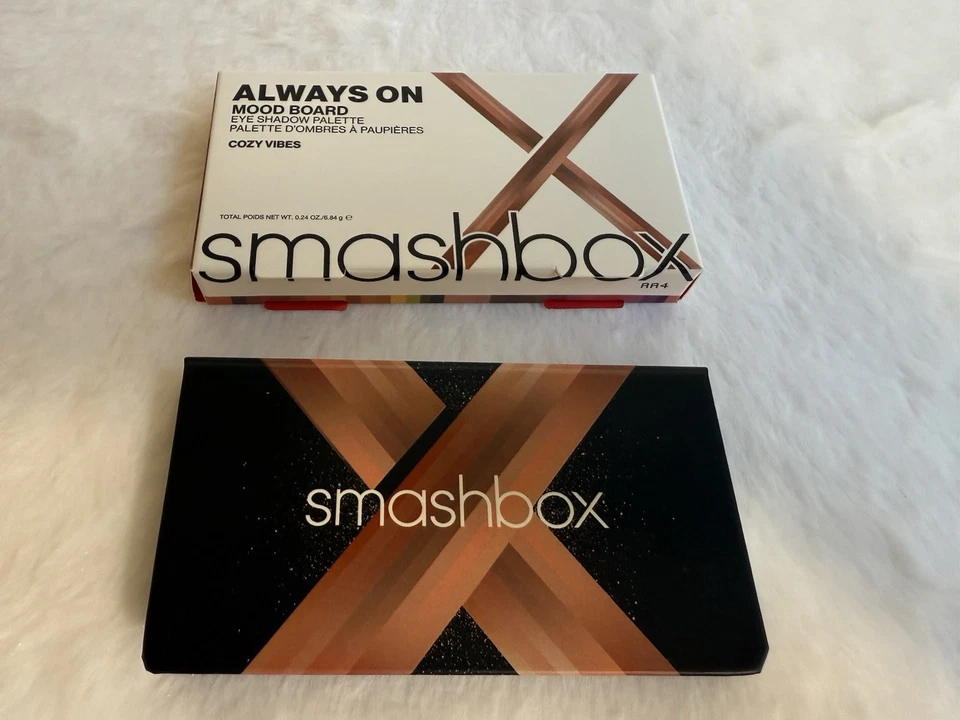 ALWAYS ON
MOOD BOARD
EYE SHADOW PALETTE
PALETTE D'OMBRES À PAUPIÈRES
COZY VIBES
TOTAL POIDS NET WT. 0.24 OZ./6.84 g ℮
smashbox
AA4
smashbox